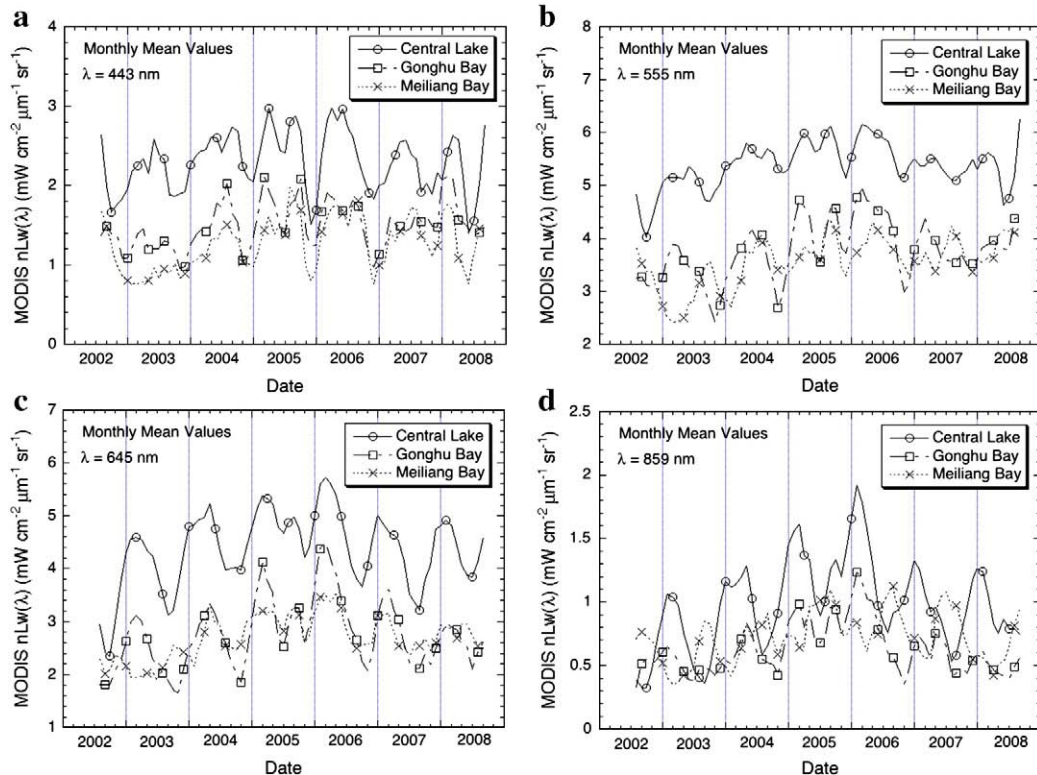 a
4
3
2
1
0
MODIS nLw(λ) (mW cm-2 μm-1 sr-1)
Monthly Mean Values
λ = 443 nm
Central Lake
Gonghu Bay
Meiliang Bay
2002 2003 2004 2005 2006 2007 2008
Date
b
8
7
6
5
4
3
2
MODIS nLw(λ) (mW cm-2 μm-1 sr-1)
Monthly Mean Values
λ = 555 nm
Central Lake
Gonghu Bay
Meiliang Bay
2002 2003 2004 2005 2006 2007 2008
Date
c
7
6
5
4
3
2
1
MODIS nLw(λ) (mW cm-2 μm-1 sr-1)
Monthly Mean Values
λ = 645 nm
Central Lake
Gonghu Bay
Meiliang Bay
2002 2003 2004 2005 2006 2007 2008
Date
d
2.5
2
1.5
1
0.5
0
MODIS nLw(λ) (mW cm-2 μm-1 sr-1)
Monthly Mean Values
λ = 859 nm
Central Lake
Gonghu Bay
Meiliang Bay
2002 2003 2004 2005 2006 2007 2008
Date